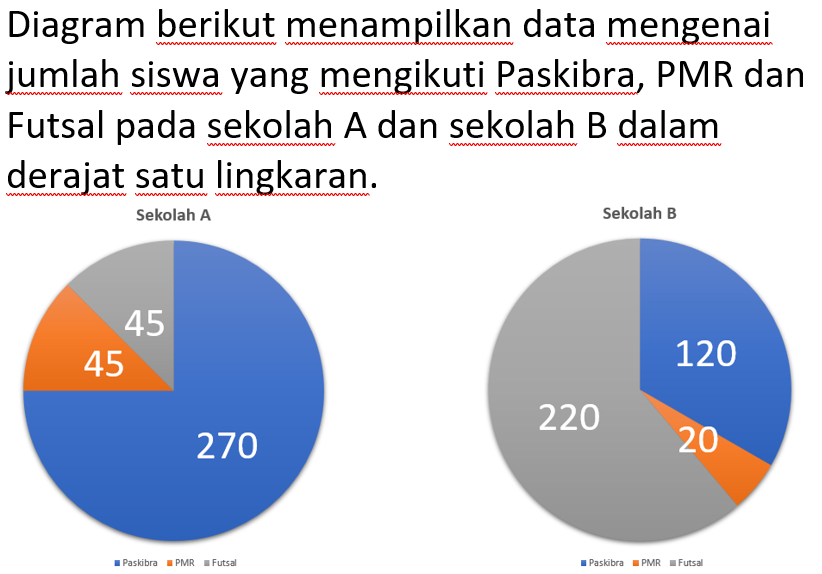 Diagram berikut menampilkan data mengenai
jumlah siswa yang mengikuti Paskibra, PMR dan
Futsal pada sekolah A dan sekolah B dalam
derajat satu lingkaran.
Sekolah A
45
45
270
Paskibra PMR Futsal
Sekolah B
120
220
20
Paskibra PMR Futsal